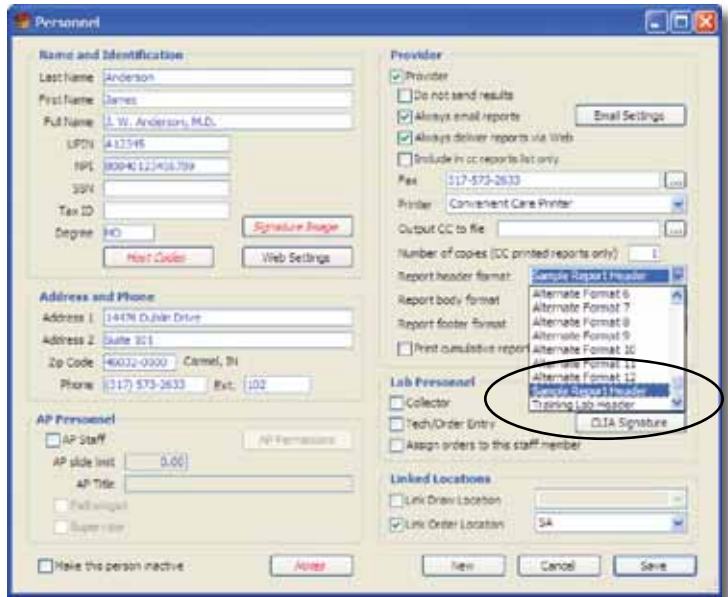 Personnel
Name and Identification
Last Name Anderson
First Name James
Full Name J. W. Anderson, M.D.
UPIN A12345
NPI
SSN
Tax ID
Degree MD
Signature Image
Host Codes
Web Settings
Address and Phone
Address 1 14474 Dublin Drive
Address 2 Suite 101
Zip Code 46032-0000 Carmel, IN
Phone (317) 573-2633 Ext. 102
AP Personnel
AP Staff
AP Permissions
AP slide limit 0.00
AP Title
Pathologist
Supervisor
Make this person inactive
Notes
Provider
Provider
Do not send results
Always email reports
Email Settings
Always deliver reports via Web
Include in cc reports list only
Fax 317-573-2633 ...
Printer Convenient Care Printer
Output CC to file ...
Number of copies (CC printed reports only) 1
Report header format Sample Report Header
Report body format
Report footer format
Print cumulative report
Alternate Format 6
Alternate Format 7
Alternate Format 8
Alternate Format 9
Alternate Format 10
Alternate Format 11
Alternate Format 12
Sample Report Header
Training Lab Header
Lab Personnel
Collector
Tech/Order Entry
CLIA Signature
Assign orders to this staff member
Linked Locations
Link Draw Location
Link Order Location SA
New
Cancel
Save